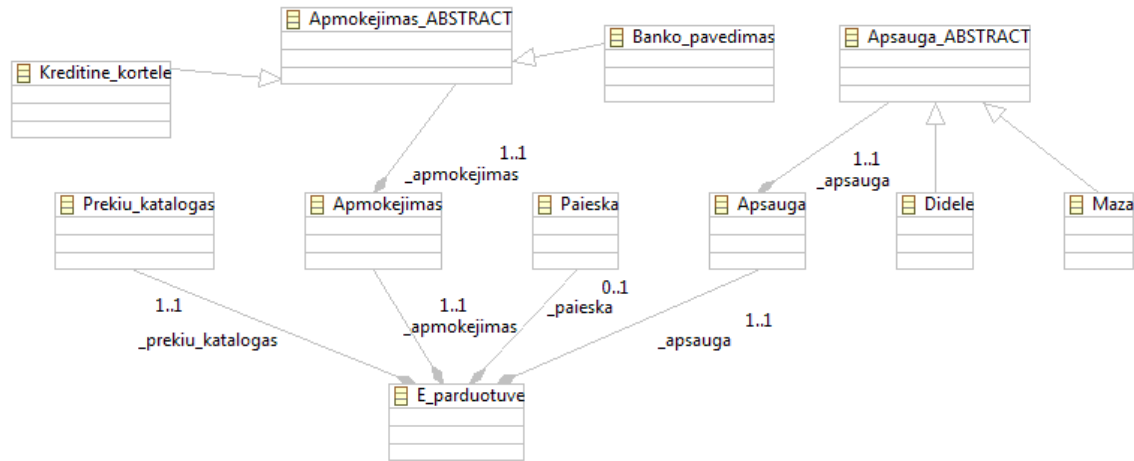 Apmokejimas_ABSTRACT
Banko_pavedimas
Apsauga_ABSTRACT
Kreditine_kortele
1..1
_apmokejimas
1..1
_apsauga
Prekiu_katalogas
Apmokejimas
Paieska
Apsauga
Didele
Maza
1..1
_prekiu_katalogas
1..1
_apmokejimas
0..1
_paieska
1..1
_apsauga
E_parduotuve